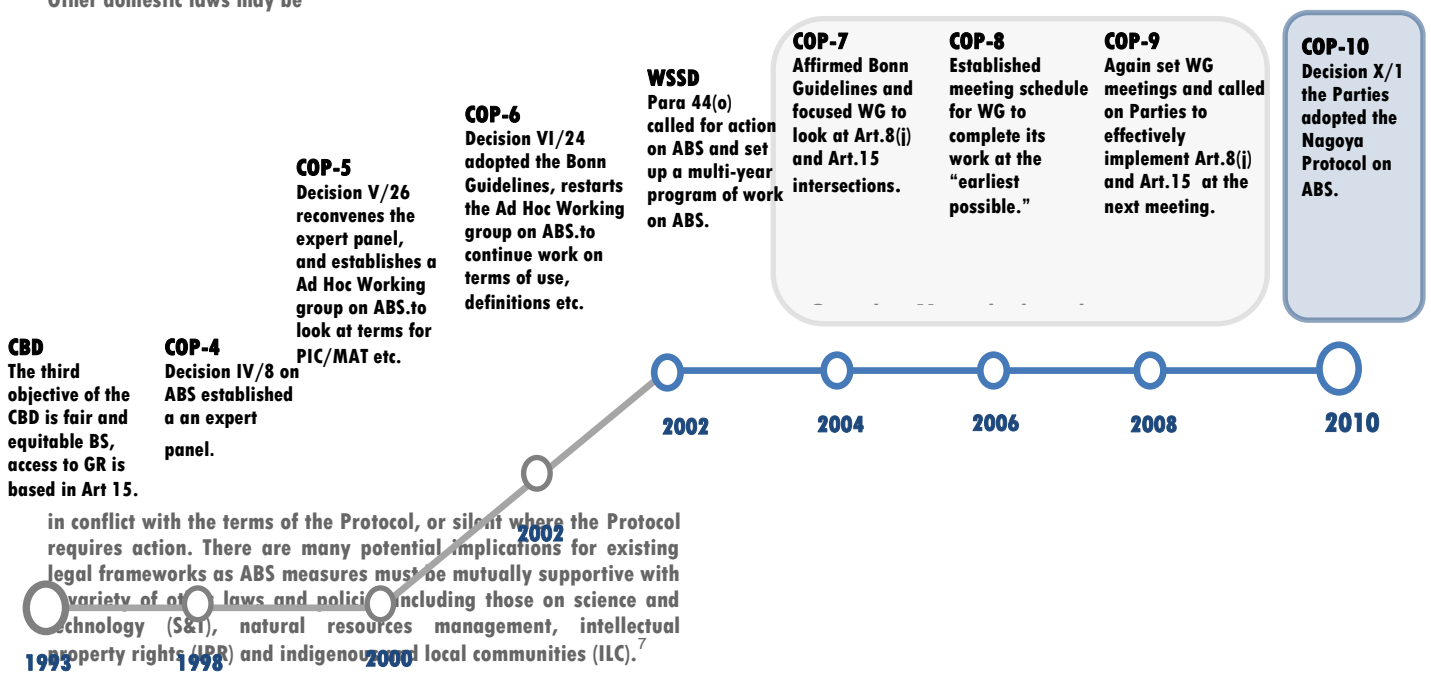 Other domestic laws may be
CBD
The third
objective of the
CBD is fair and
equitable BS,
access to GR is
based in Art 15.
COP-4
Decision IV/8 on
ABS established
a an expert
panel.
COP-5
Decision V/26
reconvenes the
expert panel,
and establishes a
Ad Hoc Working
group on ABS.to
look at terms for
PIC/MAT etc.
COP-6
Decision VI/24
adopted the Bonn
Guidelines, restarts
the Ad Hoc Working
group on ABS.to
continue work on
terms of use,
definitions etc.
WSSD
Para 44(o)
called for action
on ABS and set
up a multi-year
program of work
on ABS.
COP-7
Affirmed Bonn
Guidelines and
focused WG to
look at Art.8(j)
and Art.15
intersections.
COP-8
Established
meeting schedule
for WG to
complete its
work at the
“earliest
possible.”
COP-9
Again set WG
meetings and called
on Parties to
effectively
implement Art.8(j)
and Art.15 at the
next meeting.
COP-10
Decision X/1
the Parties
adopted the
Nagoya
Protocol on
ABS.
2002
2004
2006
2008
2010
2002
in conflict with the terms of the Protocol, or silent where the Protocol
requires action. There are many potential implications for existing
legal frameworks as ABS measures must be mutually supportive with
variety of other laws and policies including those on science and
technology (S&T), natural resources management, intellectual
property rights (IPR) and indigenous and local communities (ILC).7
1993
1998
2000